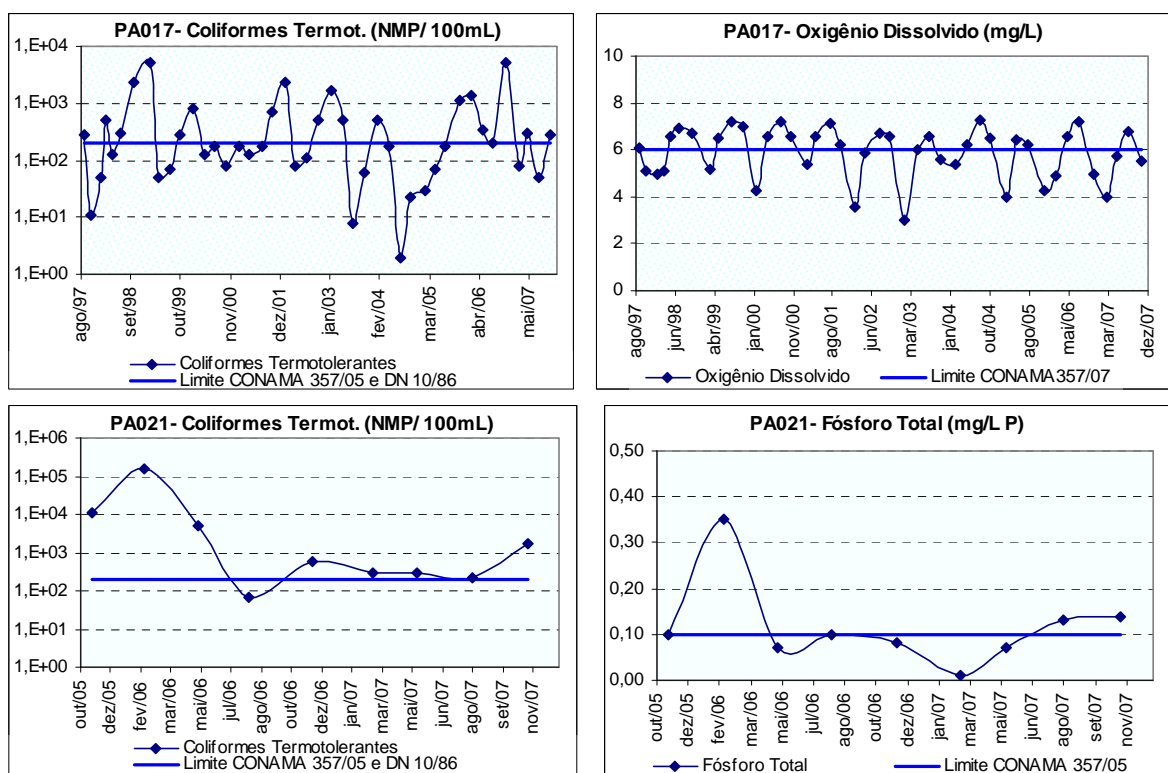 PA017- Coliformes Termot. (NMP/ 100mL)
1,E+04
1,E+03
1,E+02
1,E+01
1,E+00
ago/97
set/98
out/99
nov/00
dez/01
jan/03
fev/04
mar/05
abr/06
mai/07
Coliformes Termotolerantes
Limite CONAMA 357/05 e DN 10/86
PA017- Oxigênio Dissolvido (mg/L)
10
8
6
4
2
0
ago/97
jun/98
abr/99
jan/00
nov/00
ago/01
jun/02
mar/03
jan/04
out/04
ago/05
mai/06
mar/07
dez/07
Oxigênio Dissolvido
Limite CONAMA357/07
PA021- Coliformes Termot. (NMP/ 100mL)
1,E+06
1,E+05
1,E+04
1,E+03
1,E+02
1,E+01
1,E+00
out/05
dez/05
fev/06
mar/06
mai/06
jul/06
ago/06
out/06
dez/06
jan/07
mar/07
mai/07
jun/07
ago/07
set/07
nov/07
Coliformes Termotolerantes
Limite CONAMA 357/05 e DN 10/86
PA021- Fósforo Total (mg/L P)
0,50
0,40
0,30
0,20
0,10
0,00
out/05
dez/05
fev/06
mar/06
mai/06
jul/06
ago/06
out/06
dez/06
jan/07
mar/07
abr/07
jun/07
ago/07
set/07
nov/07
Fósforo Total
Limite CONAMA 357/05